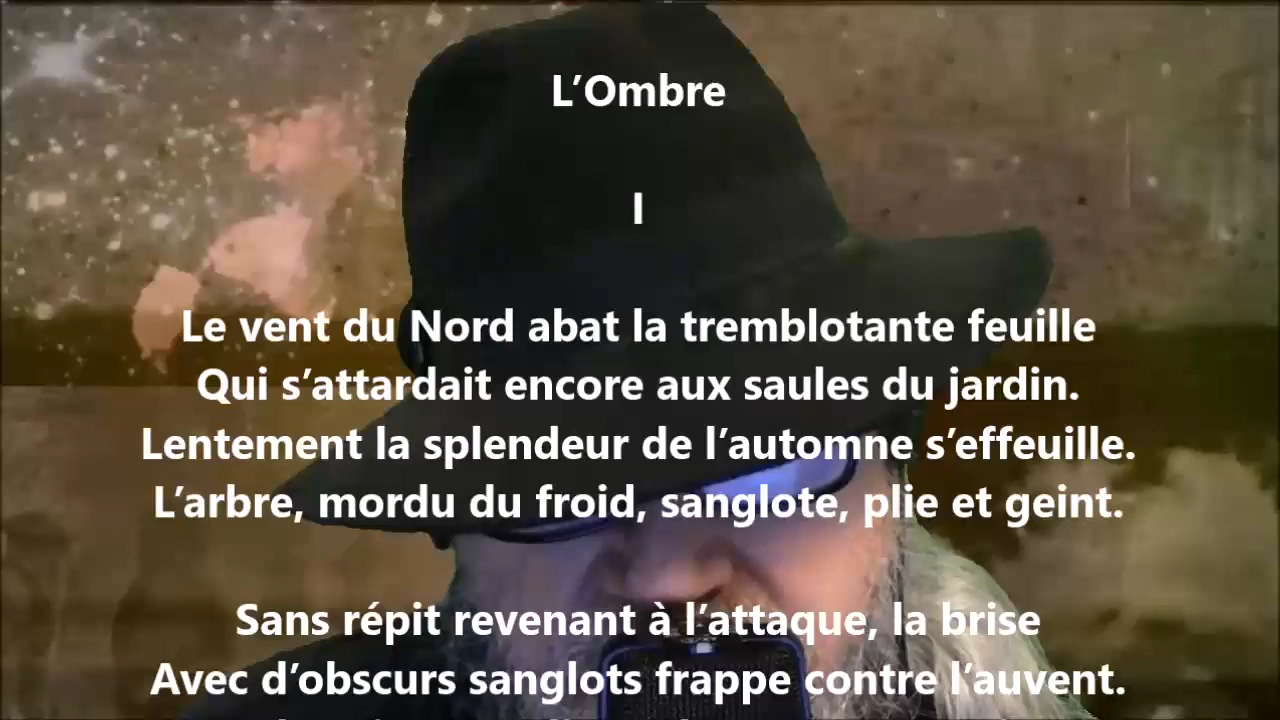 L’Ombre
I
Le vent du Nord abat la tremblotante feuille
Qui s’attardait encore aux saules du jardin.
Lentement la splendeur de l’automne s’effeuille.
L’arbre, mordu du froid, sanglote, plie et geint.
Sans répit revenant à l’attaque, la brise
Avec d’obscurs sanglots frappe contre l’auvent.